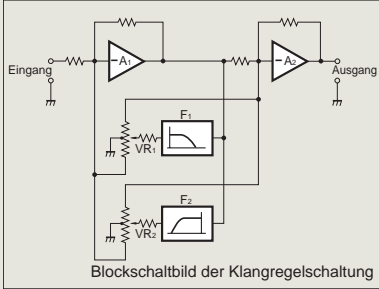 −A₁
−A₂
Eingang
Ausgang
F₁
VR₁
F₂
VR₂
Blockschaltbild der Klangregelschaltung